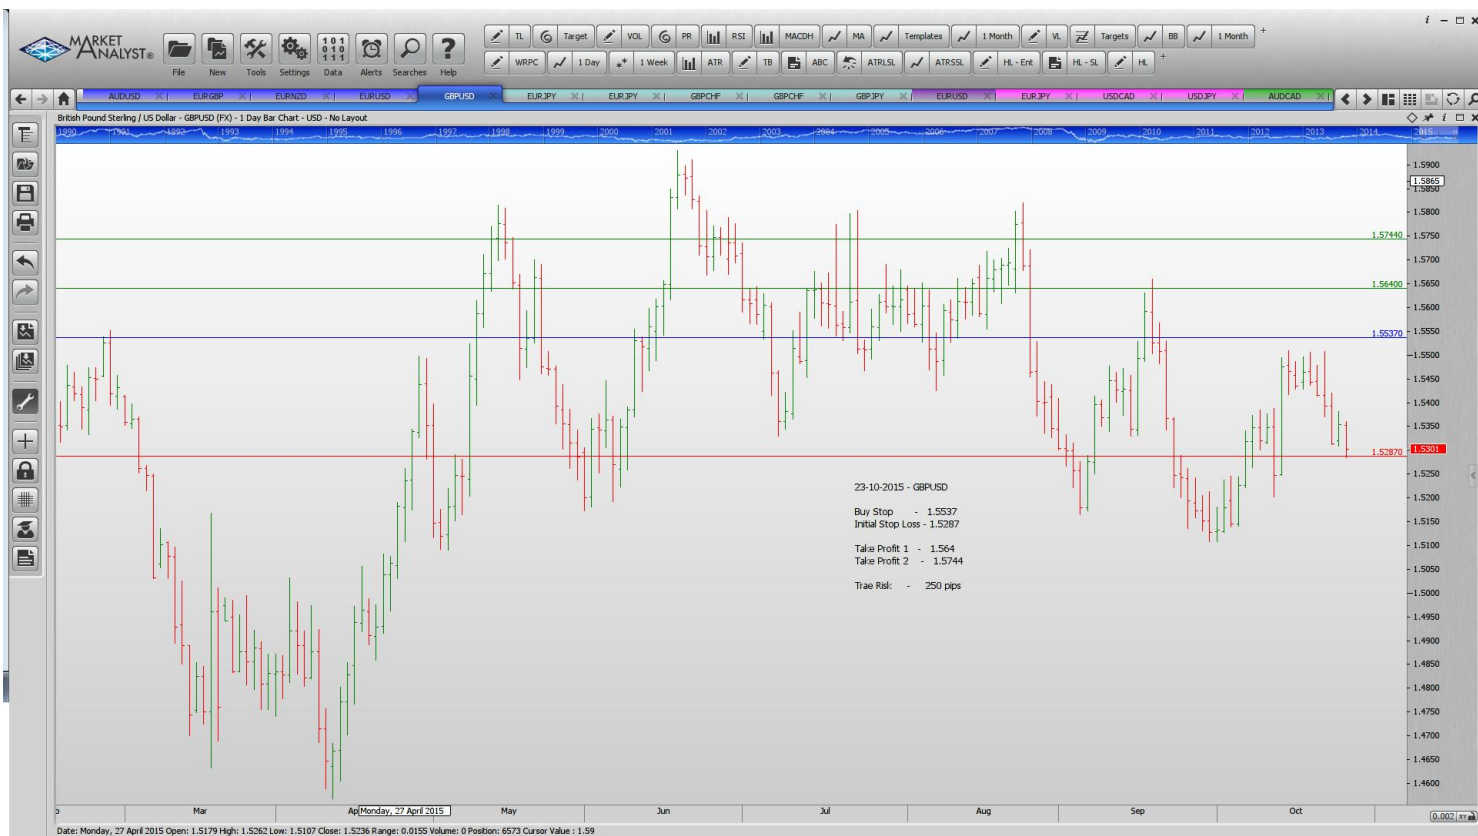 MARKET ANALYST®
File New Tools Settings Data Alerts Searches Help
TL Target VOL PR RSI MACDH MA Templates 1 Month VL Targets BB 1 Month +
WRPC 1 Day 1 Week ATR TB ABC ATRLSL ATRSSL HL - Ent HL - SL HL +
AUDUSD EURGBP EURNZD EURUSD GBPUSD EURJPY EURJPY GBPCHF GBPCHF GBPJPY EURUSD EURJPY USDCAD USDJPY AUDCAD
British Pound Sterling / US Dollar - GBPUSD (FX) - 1 Day Bar Chart - USD - No Layout
1990 1991 1992 1993 1994 1995 1996 1997 1998 1999 2000 2001 2002 2003 2004 2005 2006 2007 2008 2009 2010 2011 2012 2013 2014 2015
1.5900
1.5865
1.5850
1.5800
1.57440
1.5750
1.5700
1.5650
1.56400
1.5600
1.5550
1.55370
1.5500
1.5450
1.5400
1.5350
1.5301
1.52870
1.5250
1.5200
1.5150
1.5100
1.5050
1.5000
1.4950
1.4900
1.4850
1.4800
1.4750
1.4700
1.4650
1.4600
23-10-2015 - GBPUSD
Buy Stop - 1.5537
Initial Stop Loss - 1.5287
Take Profit 1 - 1.564
Take Profit 2 - 1.5744
Trae Risk - 250 pips
Mar Ap Monday, 27 April 2015 May Jun Jul Aug Sep Oct
0.002 XY
Date: Monday, 27 April 2015 Open: 1.5179 High: 1.5262 Low: 1.5107 Close: 1.5236 Range: 0.0155 Volume: 0 Position: 6573 Cursor Value : 1.59